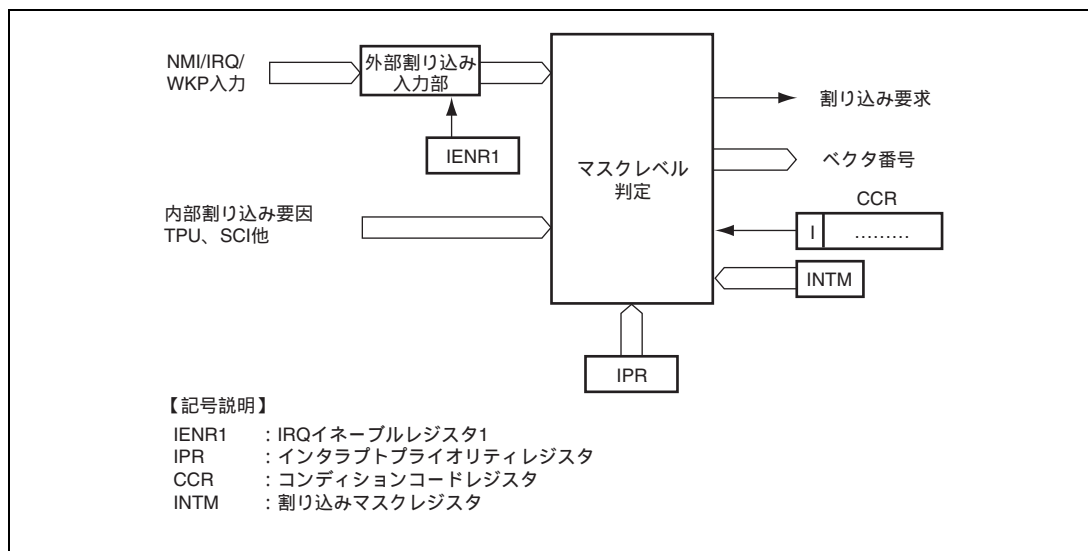 NMI/IRQ/
WKP入力
外部割り込み
入力部
IENR1
内部割り込み要因
TPU、SCI他
マスクレベル
判定
割り込み要求
ベクタ番号
CCR
I
………
INTM
IPR
【記号説明】
IENR1 : IRQイネーブルレジスタ1
IPR : インタラプトプライオリティレジスタ
CCR : コンディションコードレジスタ
INTM : 割り込みマスクレジスタ